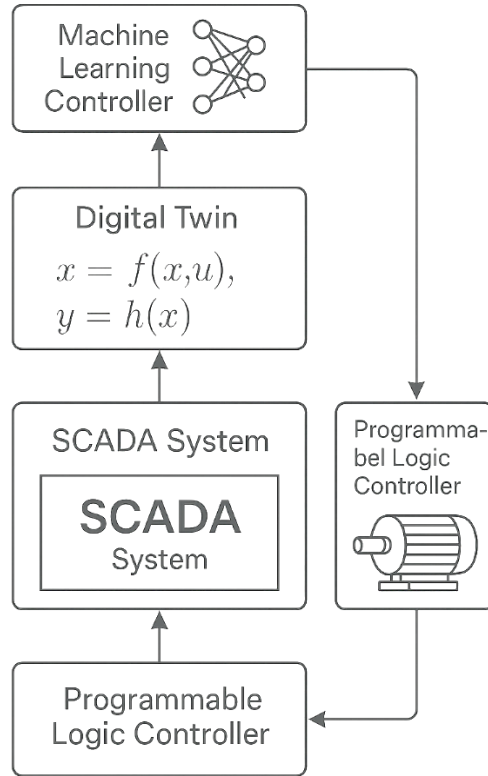 Machine
Learning
Controller
Digital Twin
x = f(x,u),
y = h(x)
SCADA System
SCADA
System
Programma-
bel Logic
Controller
Programmable
Logic Controller